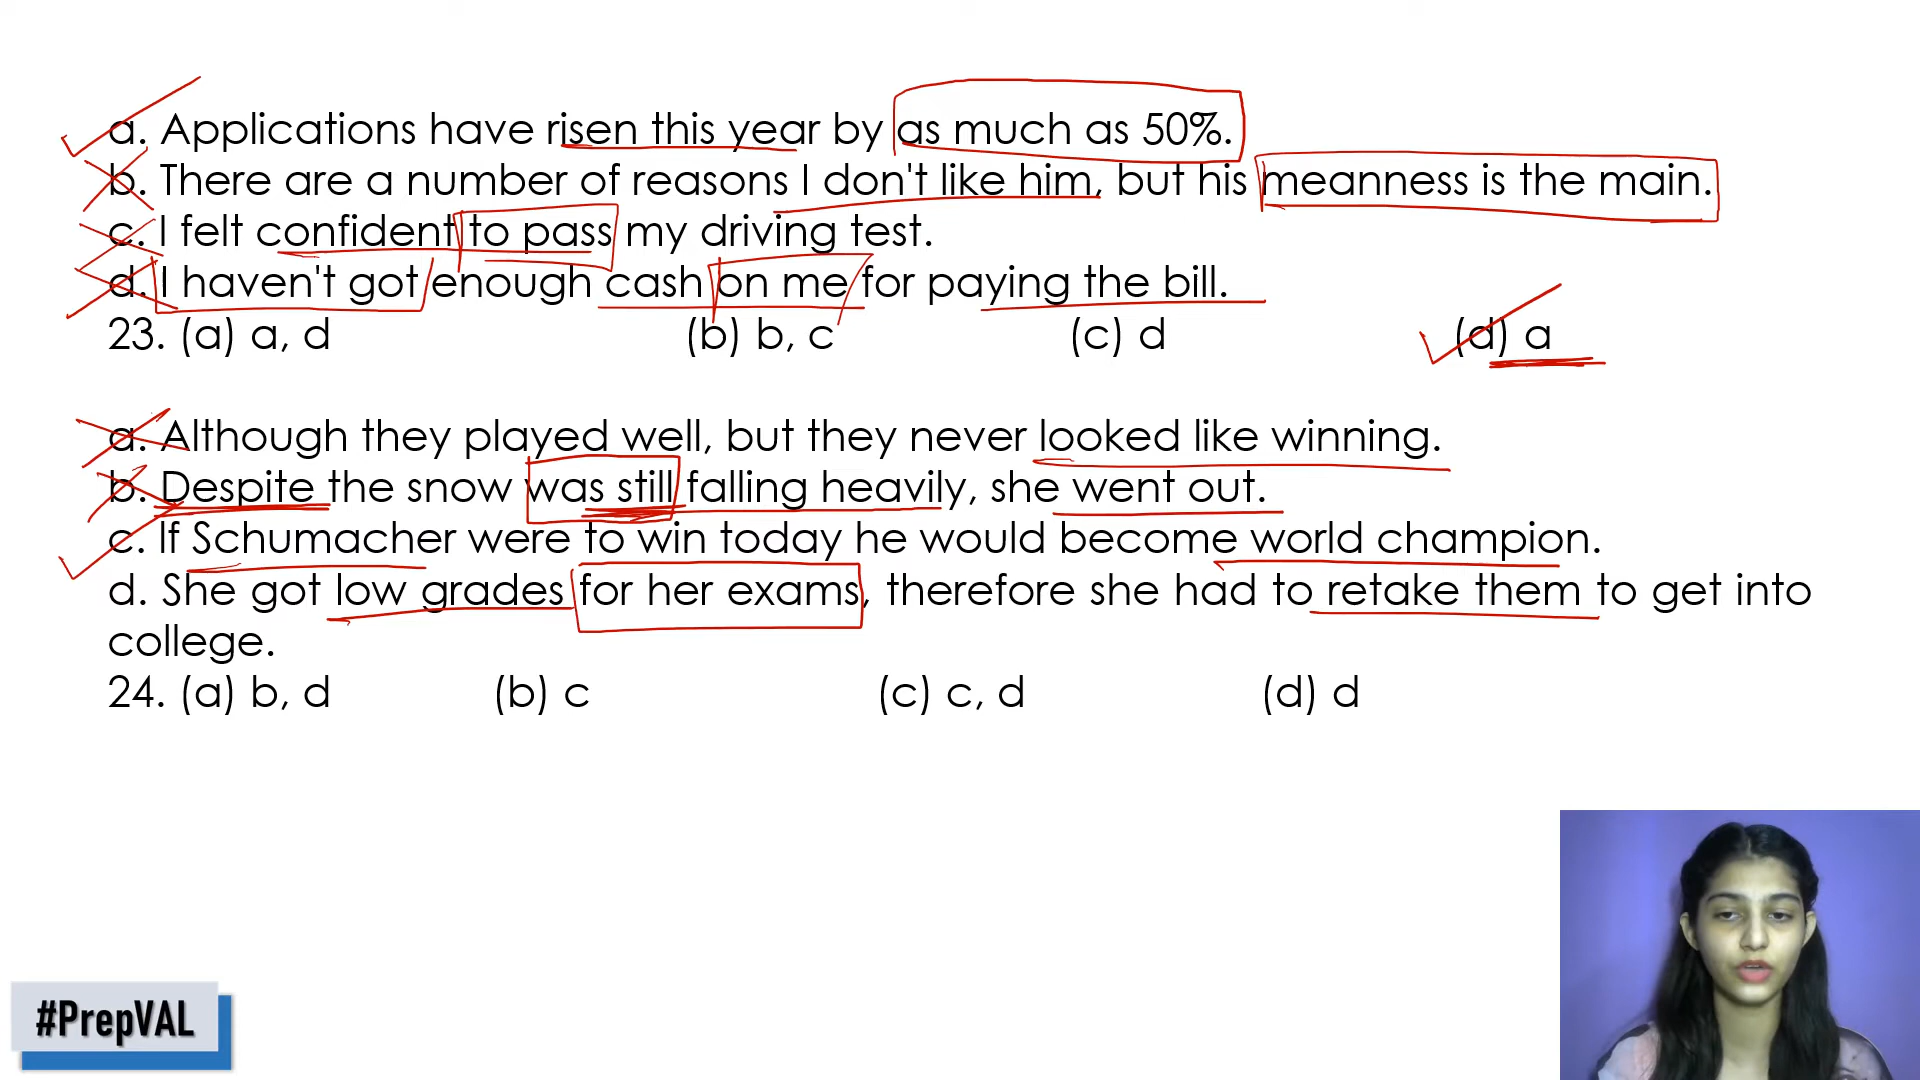 a. Applications have risen this year by as much as 50%.
b. There are a number of reasons I don't like him, but his meanness is the main.
c. I felt confident to pass my driving test.
d. I haven't got enough cash on me for paying the bill.
23. (a) a, d (b) b, c (c) d (d) a
a. Although they played well, but they never looked like winning.
b. Despite the snow was still falling heavily, she went out.
c. If Schumacher were to win today he would become world champion.
d. She got low grades for her exams, therefore she had to retake them to get into
college.
24. (a) b, d (b) c (c) c, d (d) d
#PrepVAL